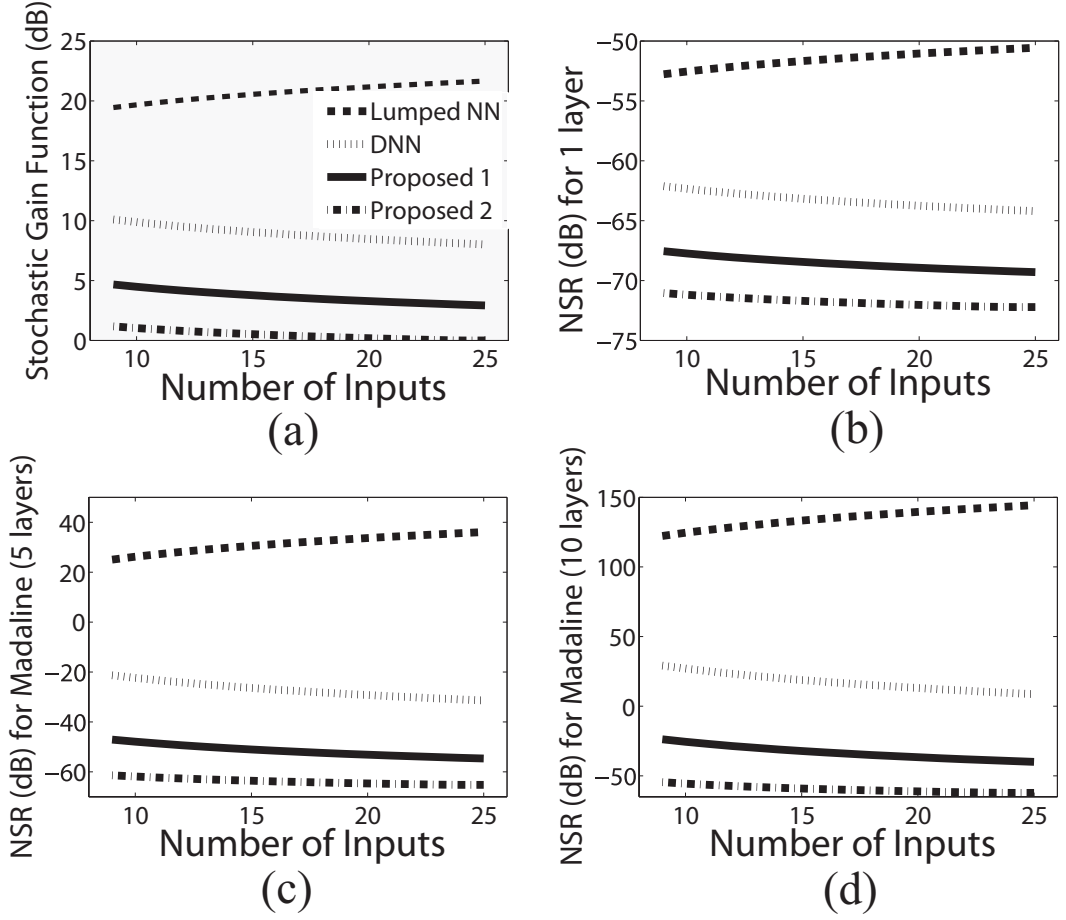 Stochastic Gain Function (dB)
25
20
15
10
5
0
10
15
20
25
Lumped NN
DNN
Proposed 1
Proposed 2
Number of Inputs
(a)
NSR (dB) for 1 layer
−50
−55
−60
−65
−70
−75
10
15
20
25
Number of Inputs
(b)
NSR (dB) for Madaline (5 layers)
40
20
0
−20
−40
−60
10
15
20
25
Number of Inputs
(c)
NSR (dB) for Madaline (10 layers)
150
100
50
0
−50
10
15
20
25
Number of Inputs
(d)